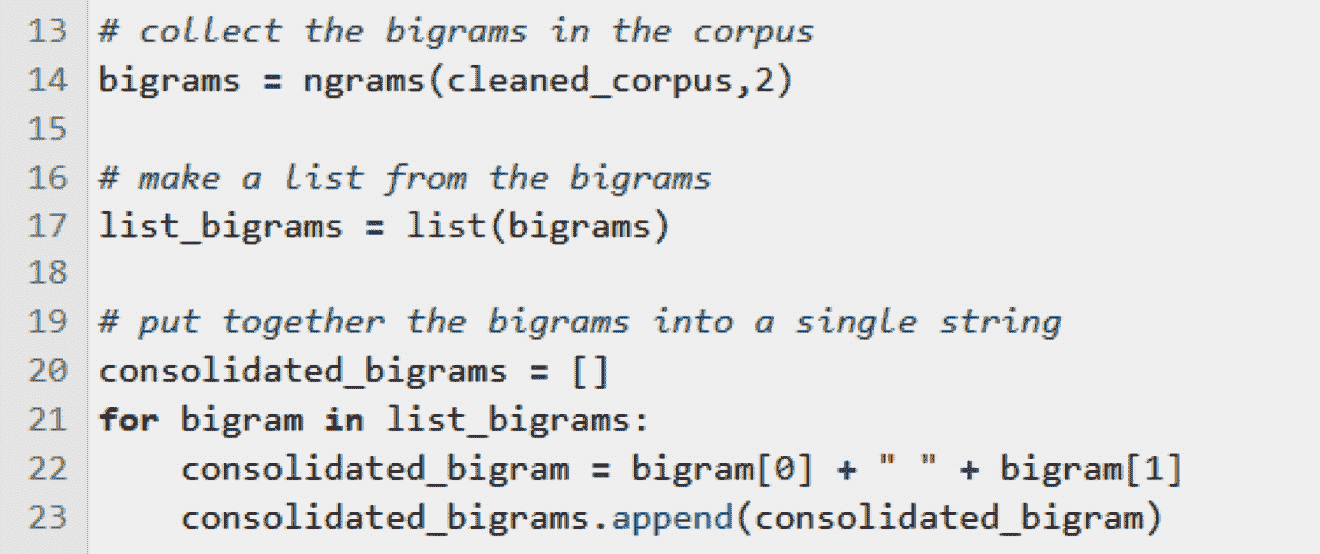 13 # collect the bigrams in the corpus
14 bigrams = ngrams(cleaned_corpus,2)
15
16 # make a list from the bigrams
17 list_bigrams = list(bigrams)
18
19 # put together the bigrams into a single string
20 consolidated_bigrams = []
21 for bigram in list_bigrams:
22     consolidated_bigram = bigram[0] + " " + bigram[1]
23     consolidated_bigrams.append(consolidated_bigram)